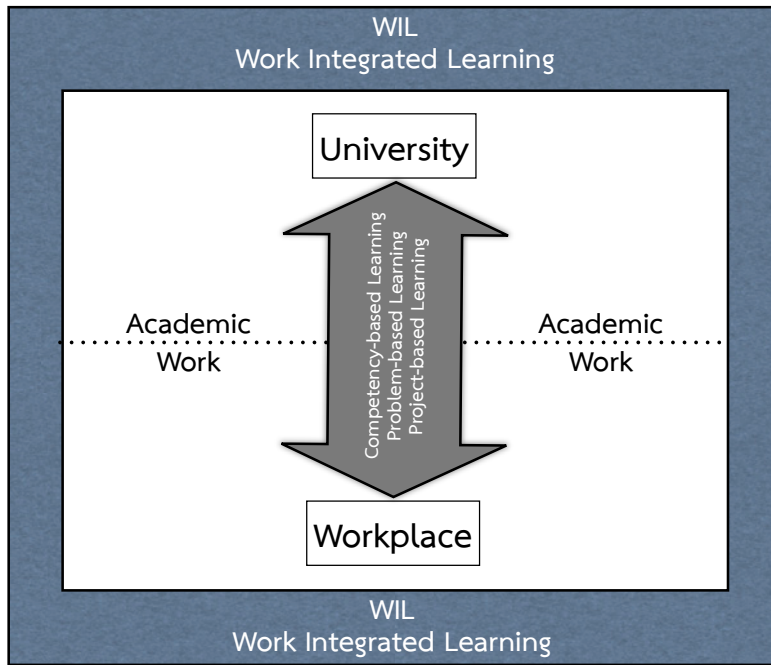 WIL
Work Integrated Learning
University
Competency-based Learning
Problem-based Learning
Project-based Learning
Academic
Work
Academic
Work
Workplace
WIL
Work Integrated Learning